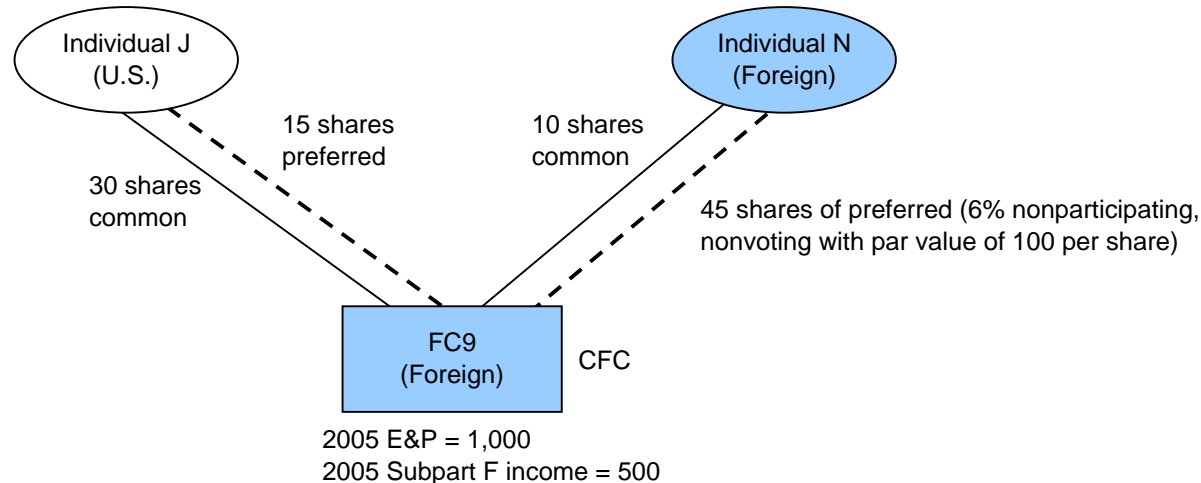 Individual J
(U.S.)
Individual N
(Foreign)
15 shares
preferred
10 shares
common
30 shares
common
45 shares of preferred (6% nonparticipating,
nonvoting with par value of 100 per share)
FC9
(Foreign)
CFC
2005 E&P = 1,000
2005 Subpart F income = 500